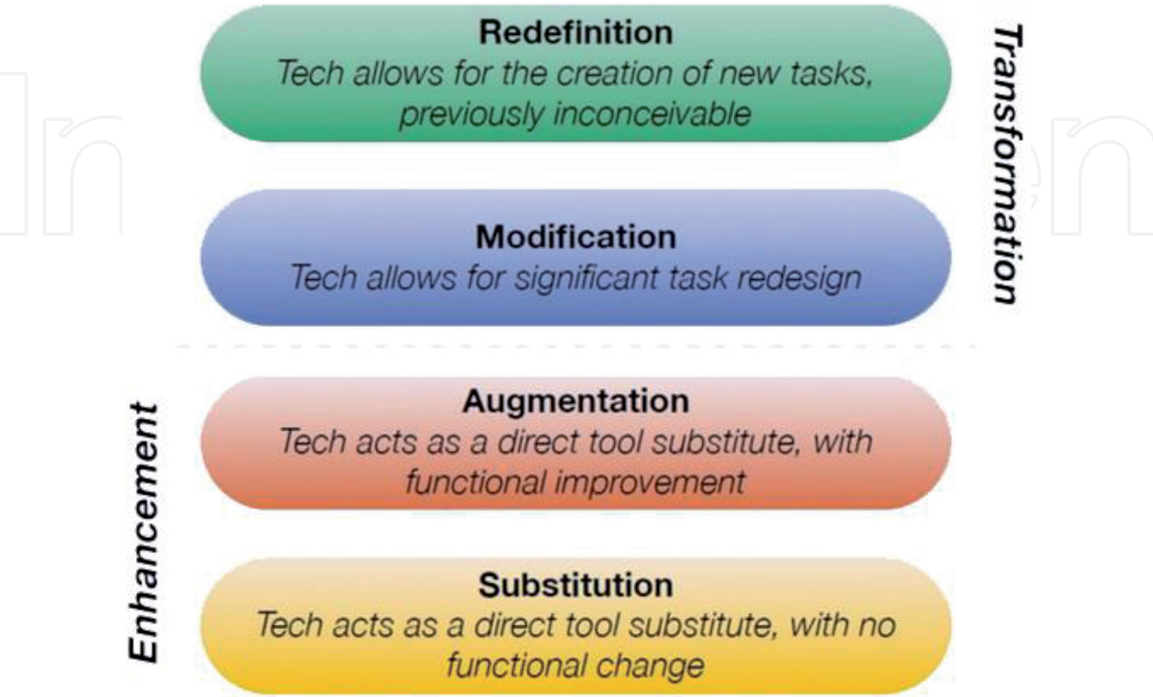 Redefinition
Tech allows for the creation of new tasks,
previously inconceivable
Transformation
Modification
Tech allows for significant task redesign
Augmentation
Tech acts as a direct tool substitute, with
functional improvement
Enhancement
Substitution
Tech acts as a direct tool substitute, with no
functional change